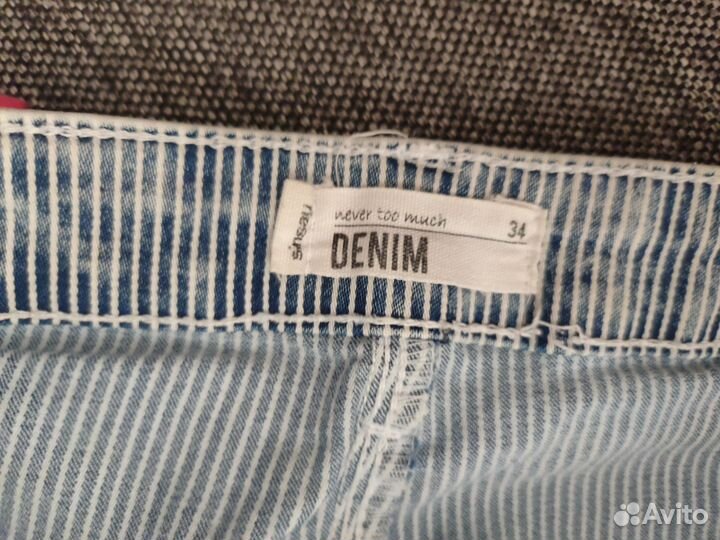 sinsay
never too much
34
DENIM
Avito